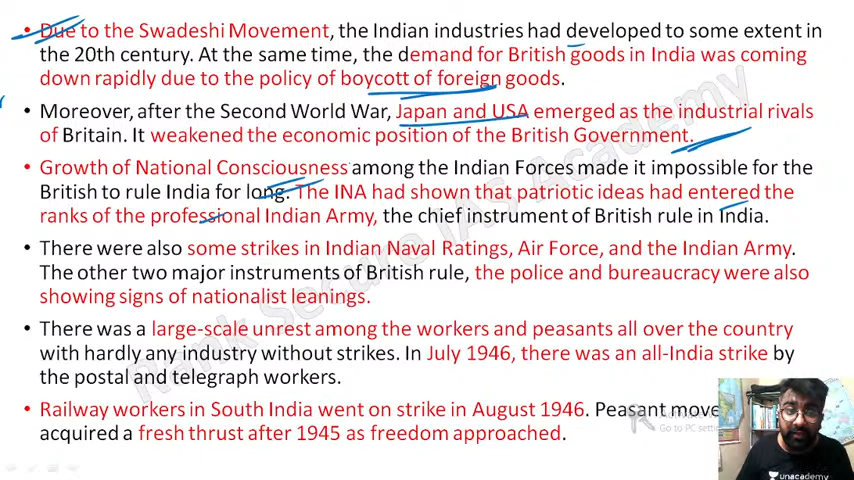 • Due to the Swadeshi Movement, the Indian industries had developed to some extent in
the 20th century. At the same time, the demand for British goods in India was coming
down rapidly due to the policy of boycott of foreign goods.
• Moreover, after the Second World War, Japan and USA emerged as the industrial rivals
of Britain. It weakened the economic position of the British Government.
• Growth of National Consciousness among the Indian Forces made it impossible for the
British to rule India for long. The INA had shown that patriotic ideas had entered the
ranks of the professional Indian Army, the chief instrument of British rule in India.
• There were also some strikes in Indian Naval Ratings, Air Force, and the Indian Army.
The other two major instruments of British rule, the police and bureaucracy were also
showing signs of nationalist leanings.
• There was a large-scale unrest among the workers and peasants all over the country
with hardly any industry without strikes. In July 1946, there was an all-India strike by
the postal and telegraph workers.
• Railway workers in South India went on strike in August 1946. Peasant move
acquired a fresh thrust after 1945 as freedom approached.
Rank Secure IAS Academy
Go to PC setti
unacademy